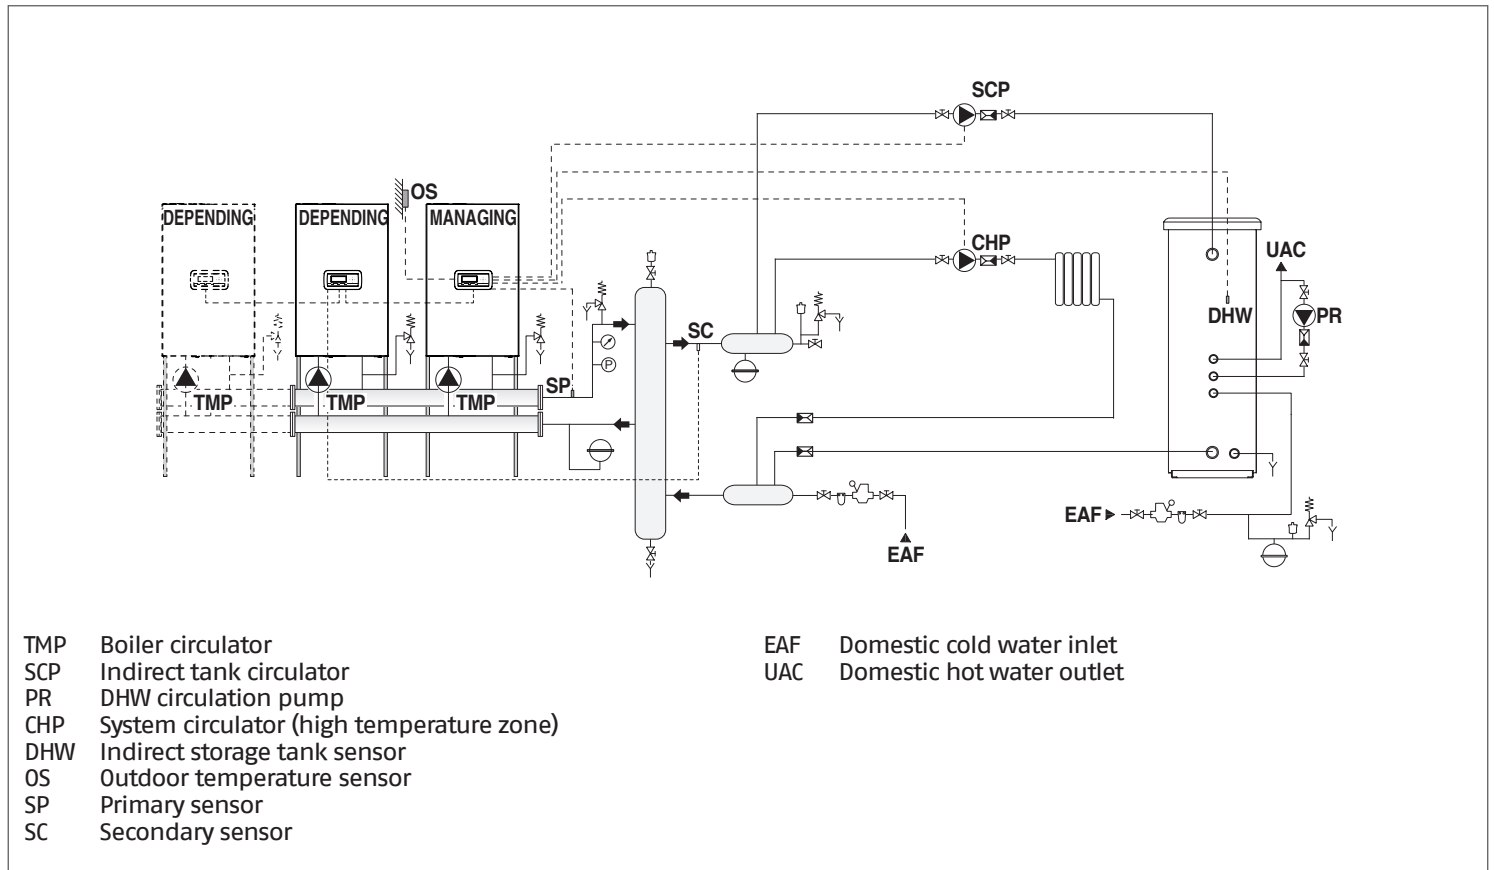 SCP
OS
DEPENDING
DEPENDING
MANAGING
CHP
UAC
DHW
PR
SC
SP
P
TMP
TMP
TMP
EAF
EAF
TMP Boiler circulator
SCP Indirect tank circulator
PR DHW circulation pump
CHP System circulator (high temperature zone)
DHW Indirect storage tank sensor
OS Outdoor temperature sensor
SP Primary sensor
SC Secondary sensor
EAF Domestic cold water inlet
UAC Domestic hot water outlet